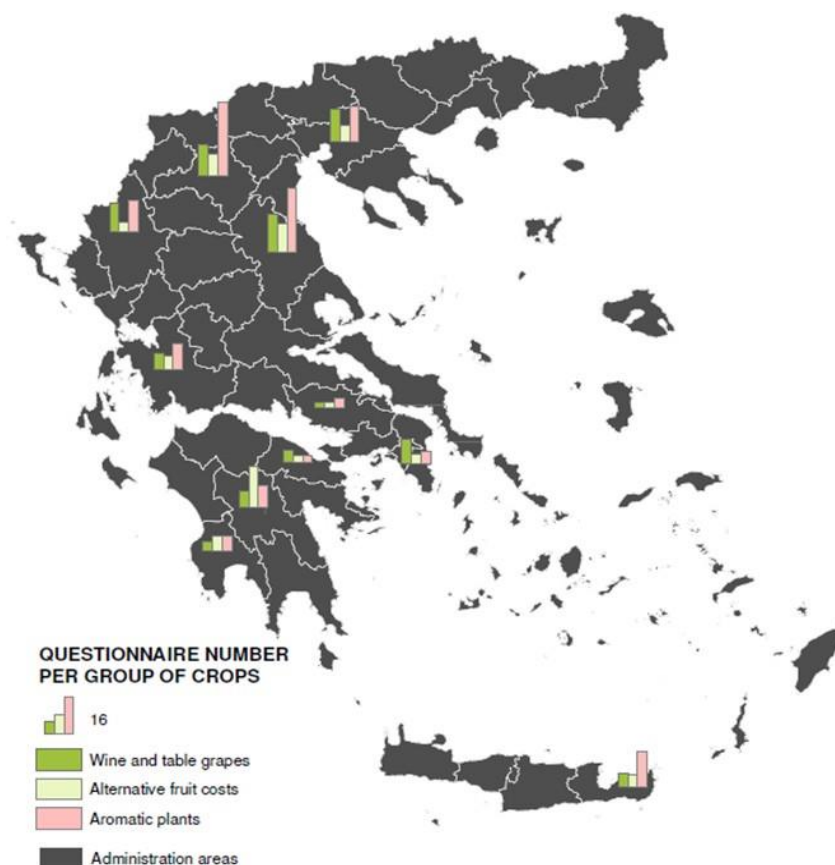 QUESTIONNAIRE NUMBER
PER GROUP OF CROPS
16
Wine and table grapes
Alternative fruit costs
Aromatic plants
Administration areas